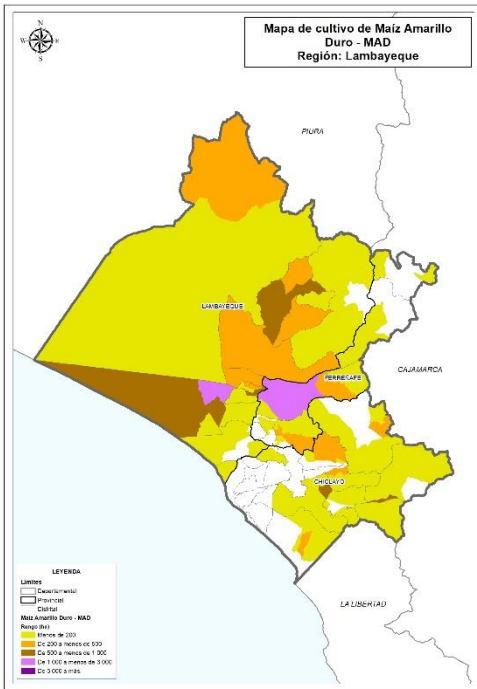 Mapa de cultivo de Maíz Amarillo
Duro - MAD
Región: Lambayeque
N
W
E
S
PIURA
LAMBAYEQUE
FERREÑAFE
CAJAMARCA
CHICLAYO
LA LIBERTAD
LEYENDA
Límites
Departamental
Provincial
Distrital
Maíz Amarillo Duro - MAD
Rango (ha)
Menos de 200
De 200 a menos de 500
De 500 a menos de 1 000
De 1 000 a menos de 3 000
De 3 000 a más